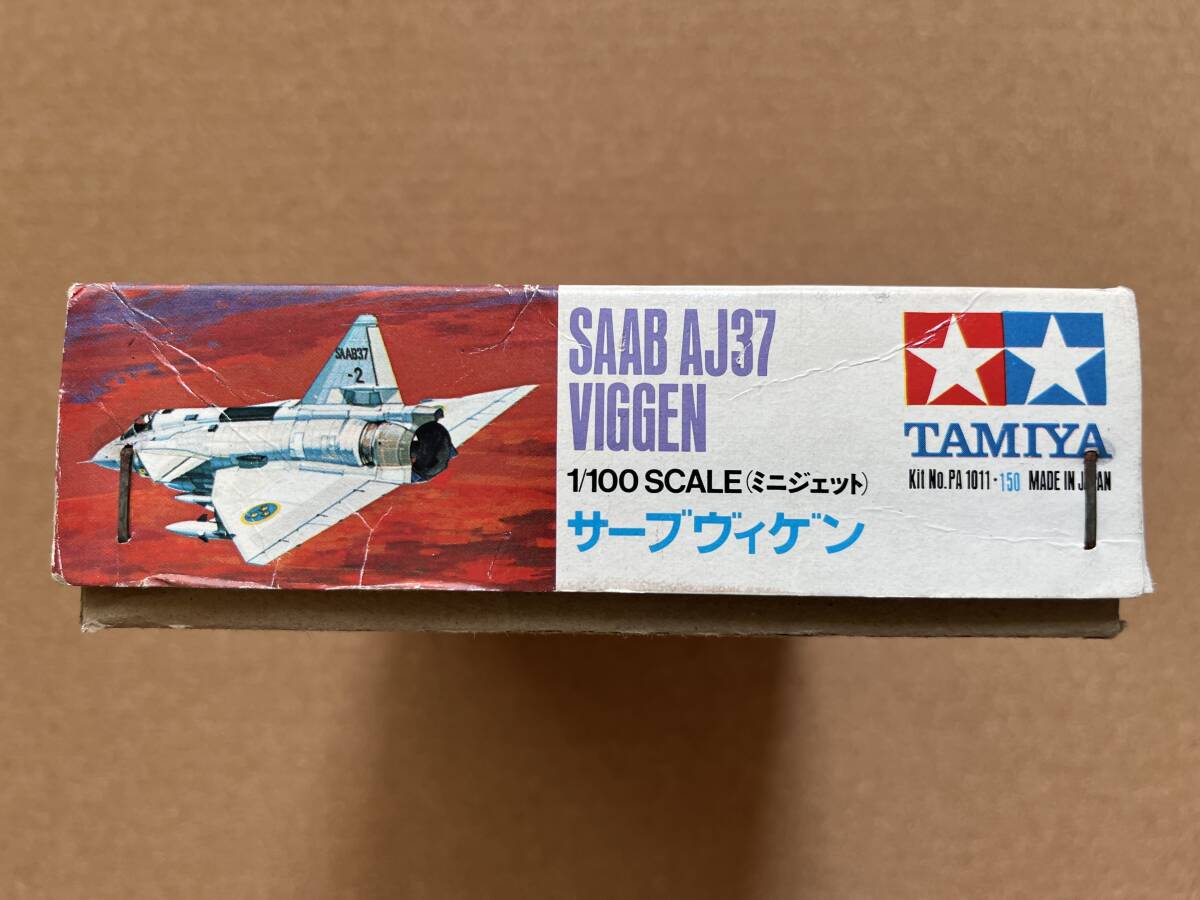 SAAB37
-2
SAAB AJ37
VIGGEN
1/100 SCALE(ミニジェット)
サーブヴィゲン
TAMIYA
Kit No. PA 1011・150 MADE IN JAPAN